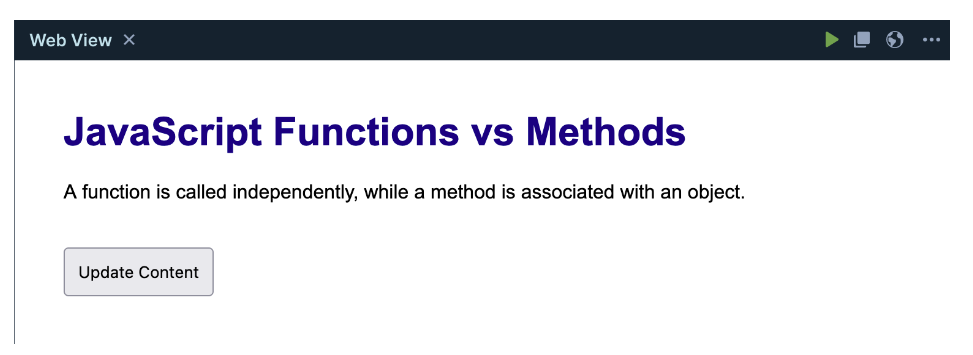 Web View
JavaScript Functions vs Methods
A function is called independently, while a method is associated with an object.
Update Content